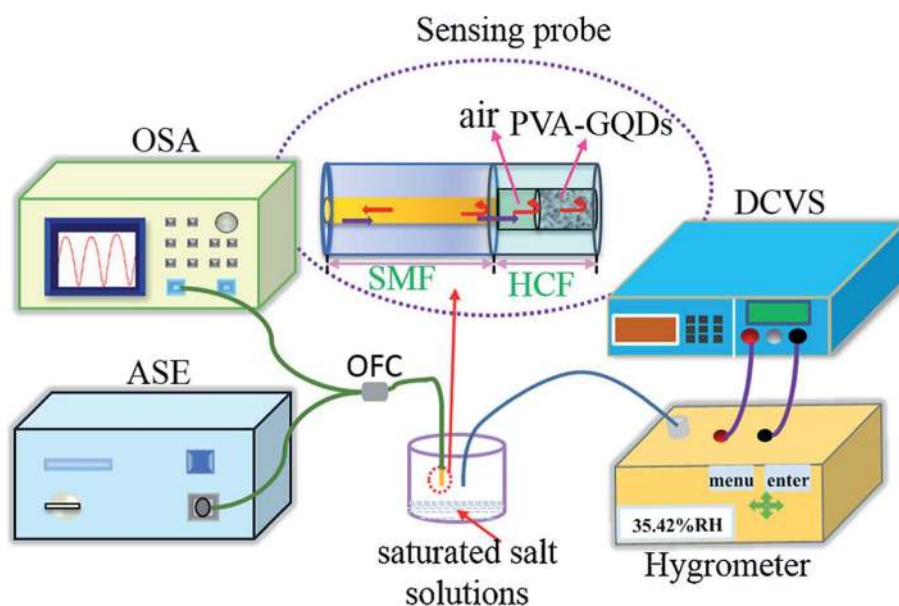 Sensing probe
air
PVA-GQDs
OSA
DCVS
SMF
HCF
OFC
ASE
menu
enter
35.42%RH
saturated salt
solutions
Hygrometer